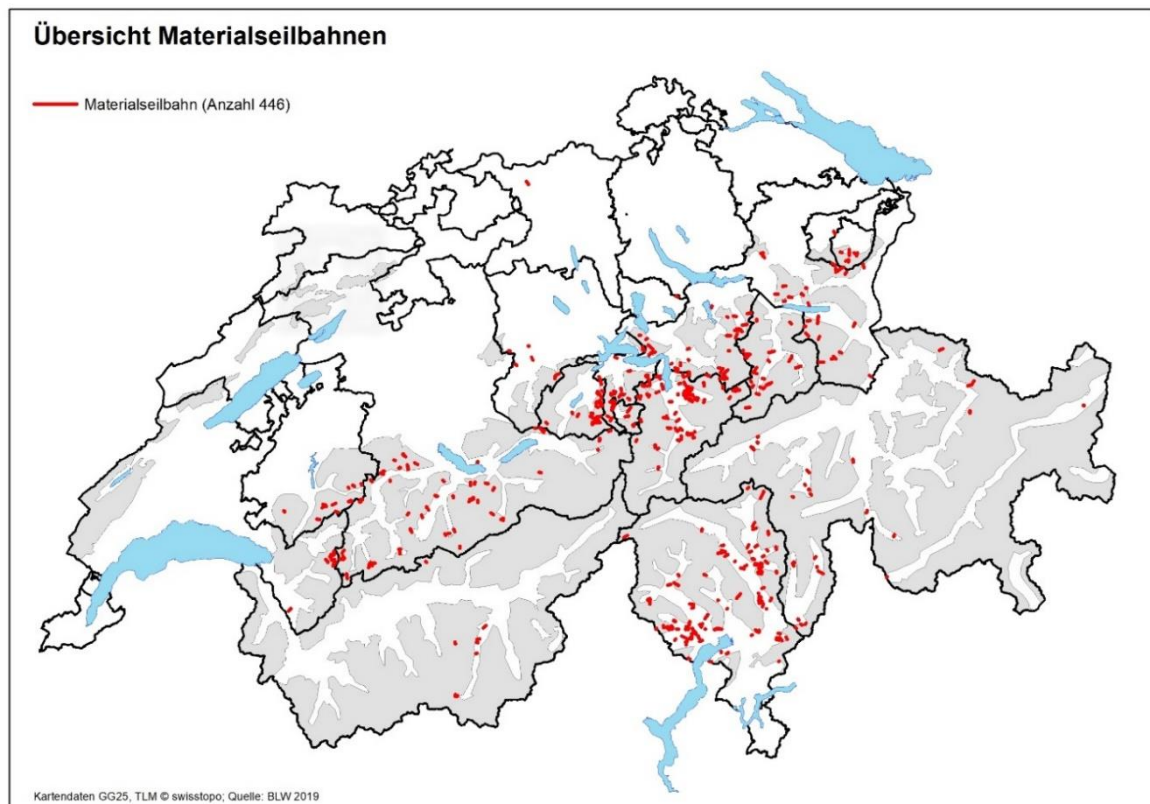 Übersicht Materialseilbahnen
Materialseilbahn (Anzahl 446)
Kartendaten GG25, TLM © swisstopo; Quelle: BLW 2019